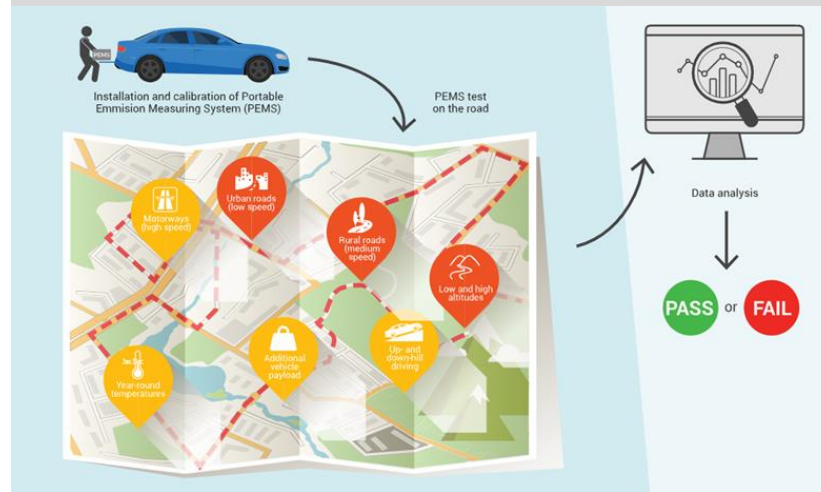 PEMS
Installation and calibration of Portable
Emmision Measuring System (PEMS)
PEMS test
on the road
Motorways
(high speed)
Urban roads
(low speed)
Rural roads
(medium
speed)
Low and high
altitudes
Jan Dec
Year-round
temperatures
Additional
vehicle
payload
Up- and
down-hill
driving
Data analysis
PASS or FAIL